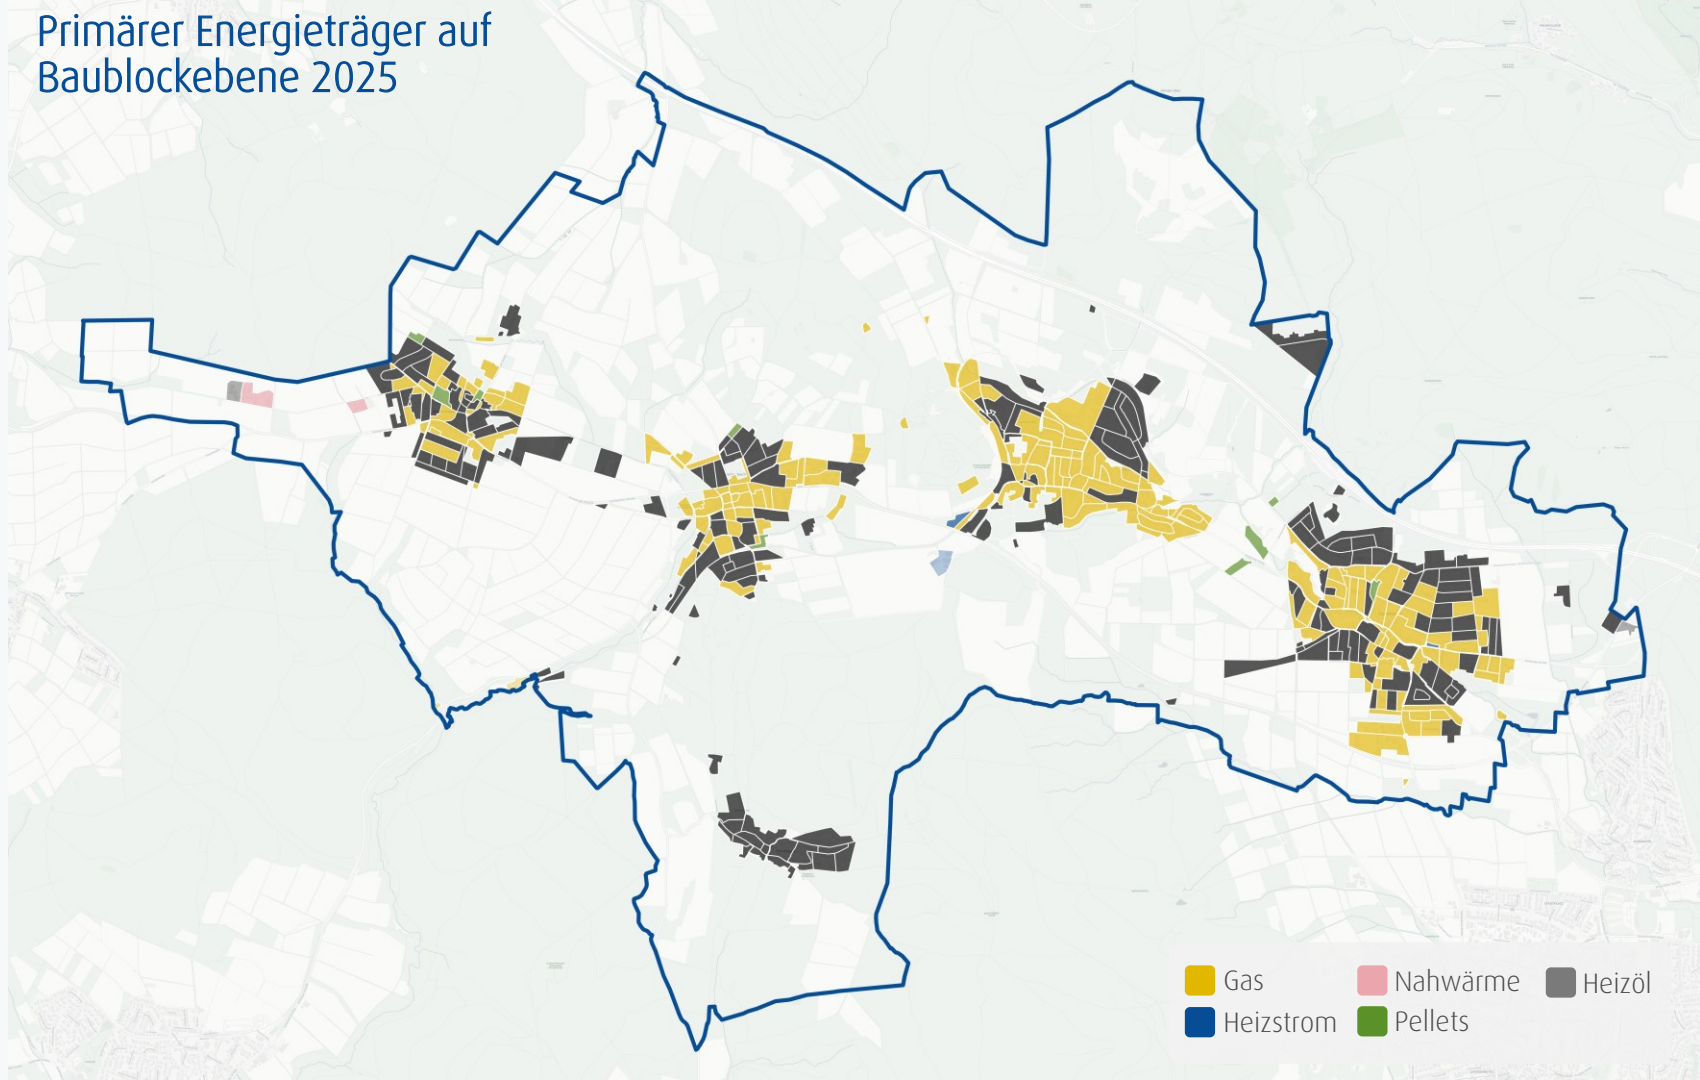 Primärer Energieträger auf
Baublockebene 2025
Gas
Nahwärme
Heizöl
Heizstrom
Pellets